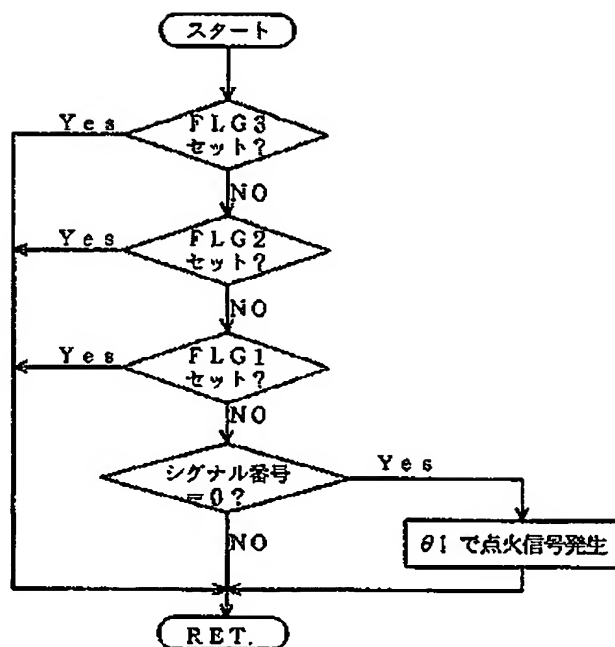 スタート
FLG3
セット?
Yes
NO
FLG2
セット?
Yes
NO
FLG1
セット?
Yes
NO
シグナル番号
=0?
Yes
NO
θ1で点火信号発生
RET.